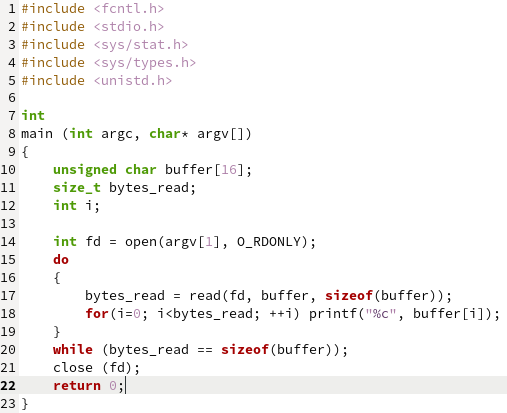 1 #include <fcntl.h>
2 #include <stdio.h>
3 #include <sys/stat.h>
4 #include <sys/types.h>
5 #include <unistd.h>
6
7 int
8 main (int argc, char* argv[])
9 {
10     unsigned char buffer[16];
11     size_t bytes_read;
12     int i;
13
14     int fd = open(argv[1], O_RDONLY);
15     do
16     {
17         bytes_read = read(fd, buffer, sizeof(buffer));
18         for(i=0; i<bytes_read; ++i) printf("%c", buffer[i]);
19     }
20     while (bytes_read == sizeof(buffer));
21     close (fd);
22     return 0;
23 }